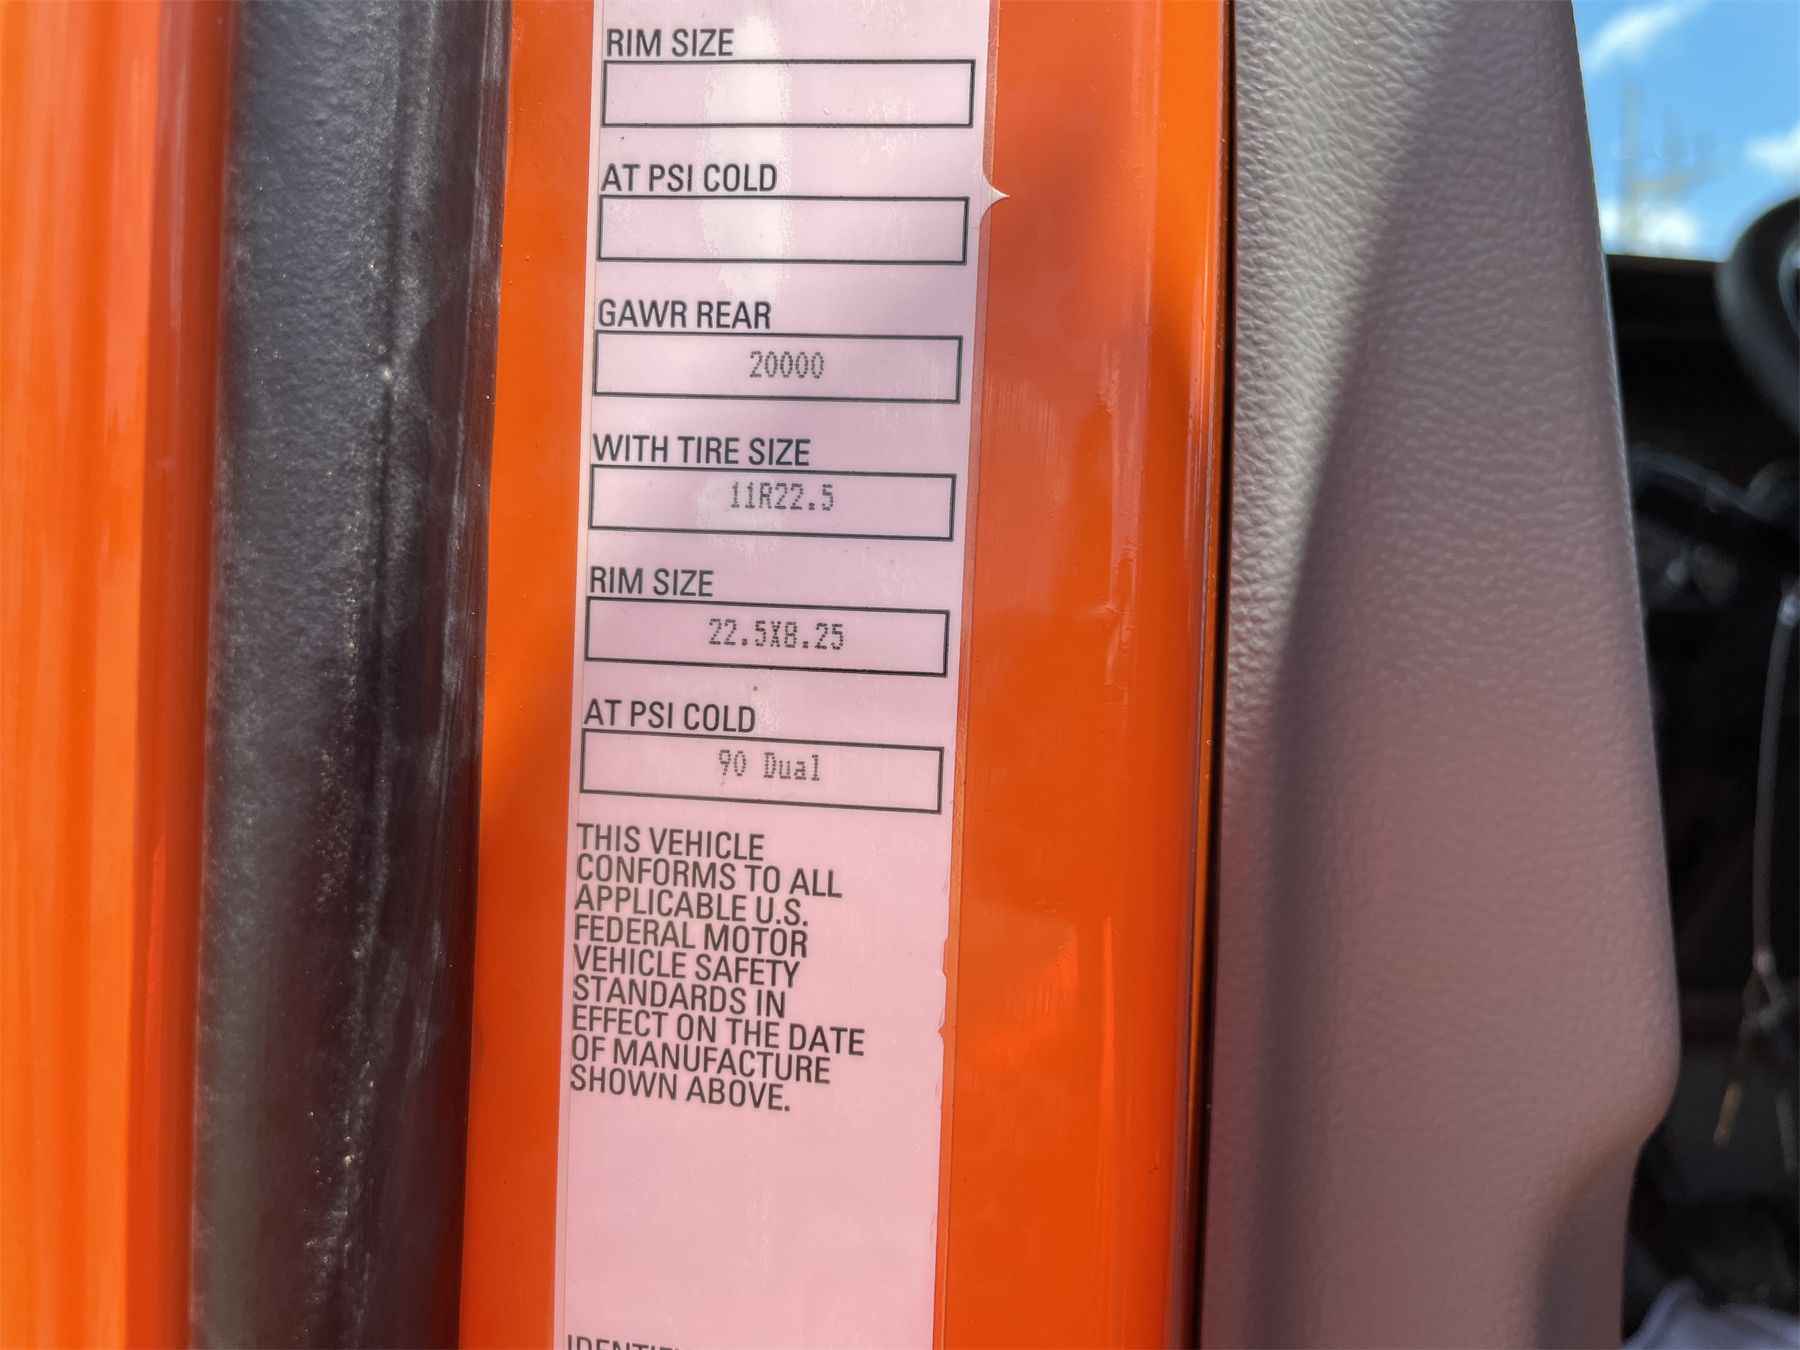 RIM SIZE
AT PSI COLD
GAWR REAR
20000
WITH TIRE SIZE
11R22.5
RIM SIZE
22.5X8.25
AT PSI COLD
90 Dual
THIS VEHICLE
CONFORMS TO ALL
APPLICABLE U.S.
FEDERAL MOTOR
VEHICLE SAFETY
STANDARDS IN
EFFECT ON THE DATE
OF MANUFACTURE
SHOWN ABOVE.